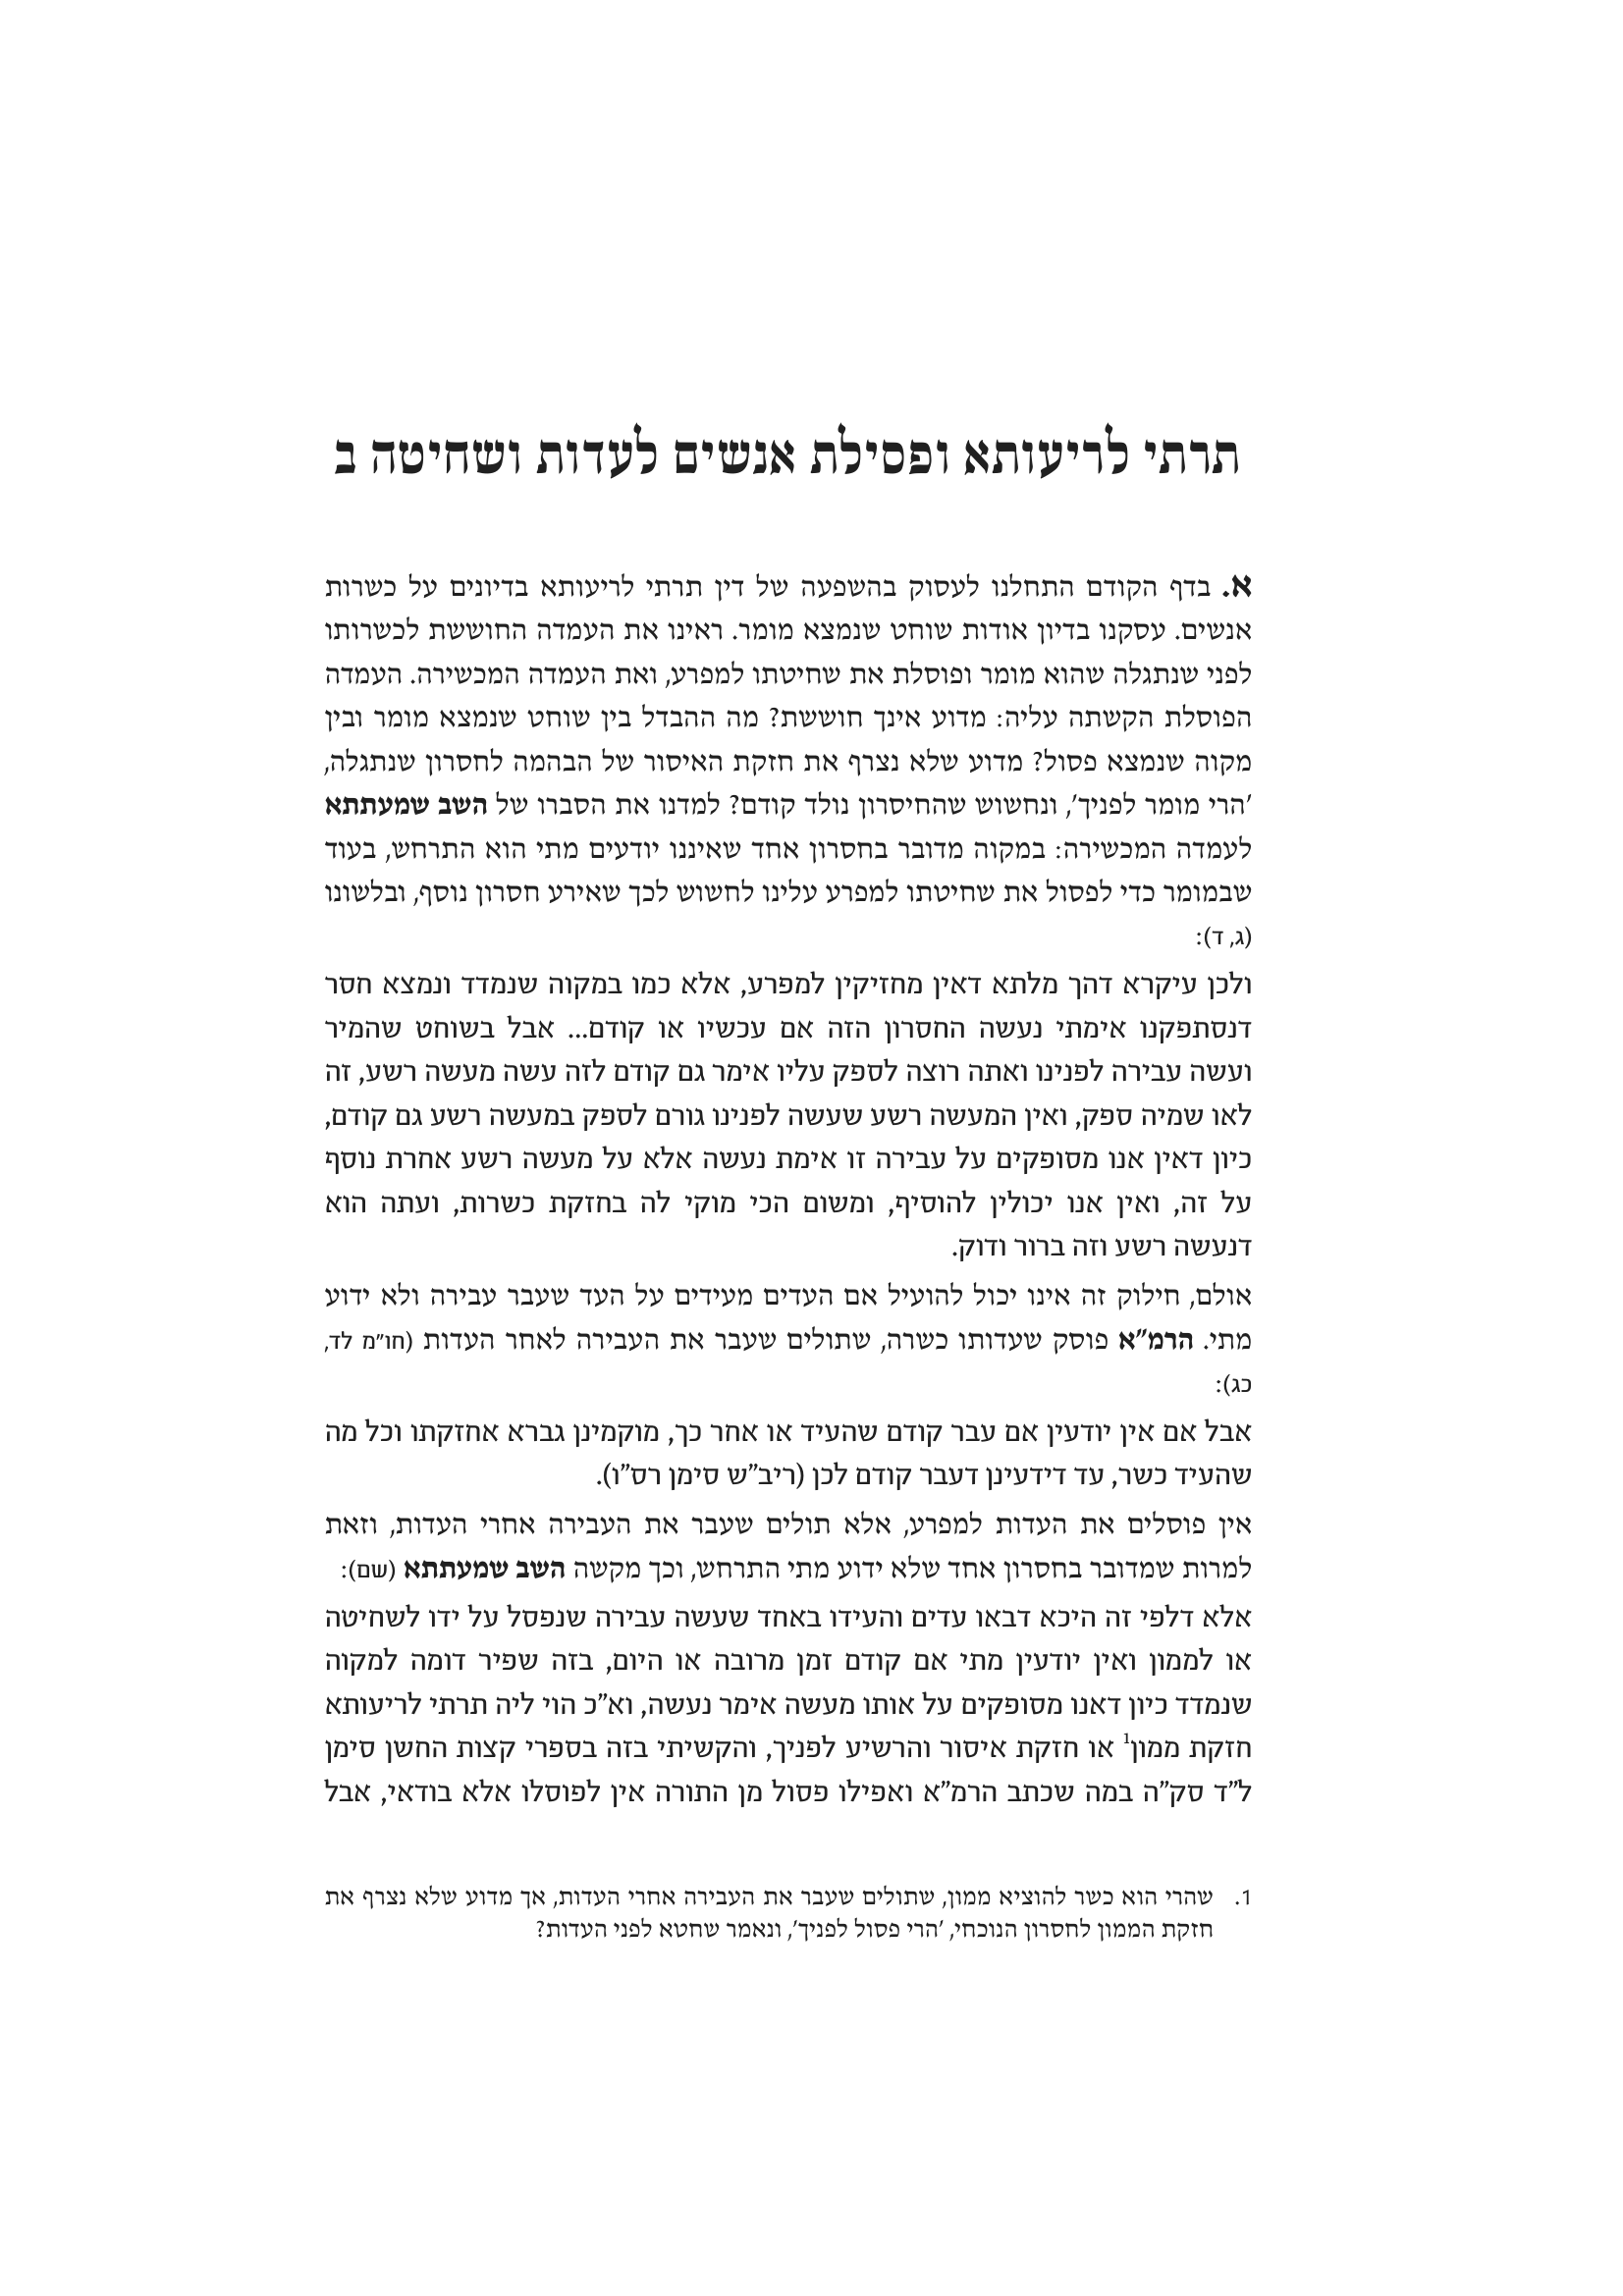 תרתי לריעותא ופסילת אנשים לעדות ושחיטה ב
א. בדף הקודם התחלנו לעסוק בהשפעה של דין תרתי לריעותא בדיונים על כשרות
אנשים. עסקנו בדיון אודות שוחט שנמצא מומר. ראינו את העמדה החוששת לכשרותו
לפני שנתגלה שהוא מומר ופוסלת את שחיטתו למפרע, ואת העמדה המכשירה. העמדה
הפוסלת הקשתה עליה: מדוע אינך חוששת? מה ההבדל בין שוחט שנמצא מומר ובין
מקוה שנמצא פסול? מדוע שלא נצרף את חזקת האיסור של הבהמה לחסרון שנתגלה,
'הרי מומר לפניך', ונחשוש שהחיסרון נולד קודם? למדנו את הסברו של השב שמעתתא
לעמדה המכשירה: במקוה מדובר בחסרון אחד שאיננו יודעים מתי הוא התרחש, בעוד
שבמומר כדי לפסול את שחיטתו למפרע עלינו לחשוש לכך שאירע חסרון נוסף, ובלשונו
(ג, ד):
ולכן עיקרא דהך מלתא דאין מחזיקין למפרע, אלא כמו במקוה שנמדד ונמצא חסר
דנסתפקנו אימתי נעשה החסרון הזה אם עכשיו או קודם... אבל בשוחט שהמיר
ועשה עבירה לפנינו ואתה רוצה לספק עליו אימר גם קודם לזה עשה מעשה רשע, זה
לאו שמיה ספק, ואין המעשה רשע שעשה לפנינו גורם לספק במעשה רשע גם קודם,
כיון דאין אנו מסופקים על עבירה זו אימת נעשה אלא על מעשה רשע אחרת נוסף
על זה, ואין אנו יכולין להוסיף, ומשום הכי מוקי לה בחזקת כשרות, ועתה הוא
דנעשה רשע וזה ברור ודוק.
אולם, חילוק זה אינו יכול להועיל אם העדים מעידים על העד שעבר עבירה ולא ידוע
מתי. הרמ"א פוסק שעדותו כשרה, שתולים שעבר את העבירה לאחר העדות (חו"מ לד,
כג):
אבל אם אין יודעין אם עבר קודם שהעיד או אחר כך, מוקמינן גברא אחזקתו וכל מה
שהעיד כשר, עד דידעינן דעבר קודם לכן (ריב"ש סימן רס"ו).
אין פוסלים את העדות למפרע, אלא תולים שעבר את העבירה אחרי העדות, וזאת
למרות שמדובר בחסרון אחד שלא ידוע מתי התרחש, וכך מקשה השב שמעתתא (שם):
אלא דלפי זה היכא דבאו עדים והעידו באחד שעשה עבירה שנפסל על ידו לשחיטה
או לממון ואין יודעין מתי אם קודם זמן מרובה או היום, בזה שפיר דומה למקוה
שנמדד כיון דאנו מסופקים על אותו מעשה אימר נעשה, וא"כ הוי ליה תרתי לריעותא
חזקת ממון1 או חזקת איסור והרשיע לפניך, והקשיתי בזה בספרי קצות החשן סימן
ל"ד סק"ה במה שכתב הרמ"א ואפילו פסול מן התורה אין לפוסלו אלא בודאי, אבל
1. שהרי הוא כשר להוציא ממון, שתולים שעבר את העבירה אחרי העדות, אך מדוע שלא נצרף את
חזקת הממון לחסרון הנוכחי, 'הרי פסול לפניך', ונאמר שחטא לפני העדות?